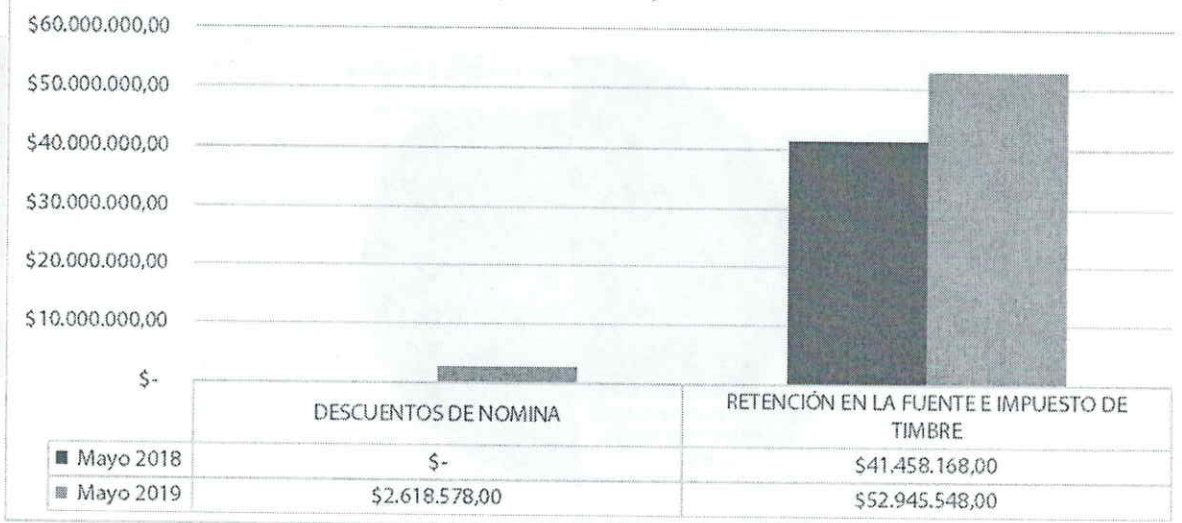 $60.000.000,00
$50.000.000,00
$40.000.000,00
$30.000.000,00
$20.000.000,00
$10.000.000,00
$-
DESCUENTOS DE NOMINA
RETENCIÓN EN LA FUENTE E IMPUESTO DE
TIMBRE
Mayo 2018 $- $41.458.168,00
Mayo 2019 $2.618.578,00 $52.945.548,00